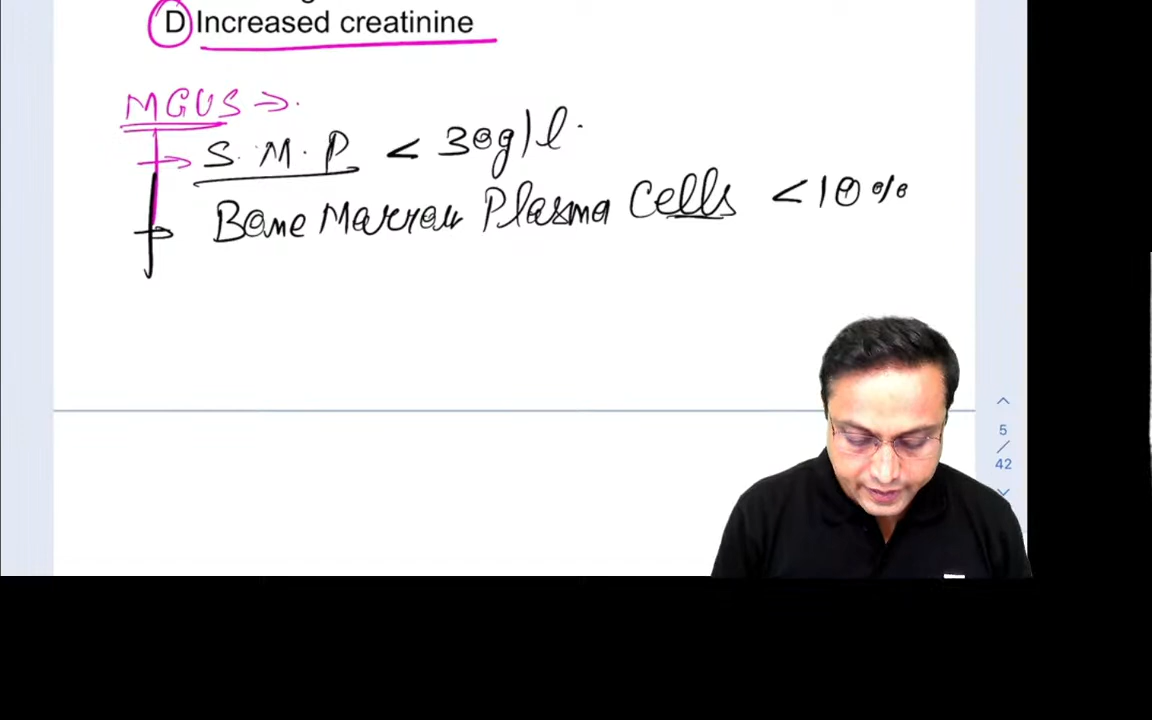 D Increased creatinine
MGUS →
→ S.M.P < 30g/l.
→ Bone Marrow Plasma Cells < 10%
5
/
42